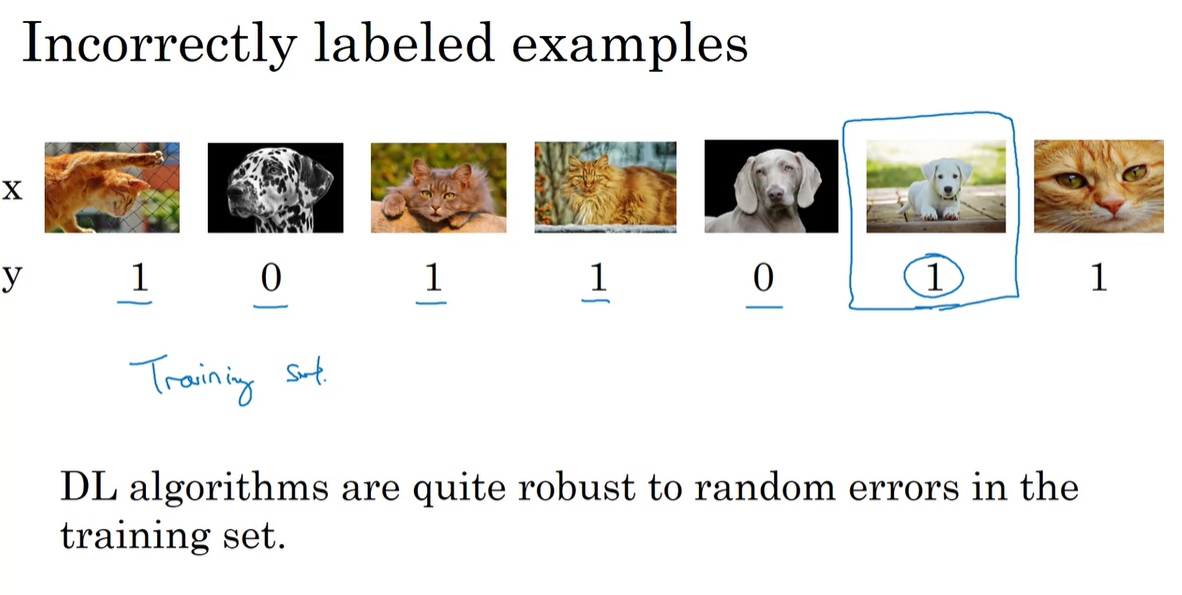 Incorrectly labeled examples
x
y 1 0 1 1 0 1 1
Training set.
DL algorithms are quite robust to random errors in the
training set.